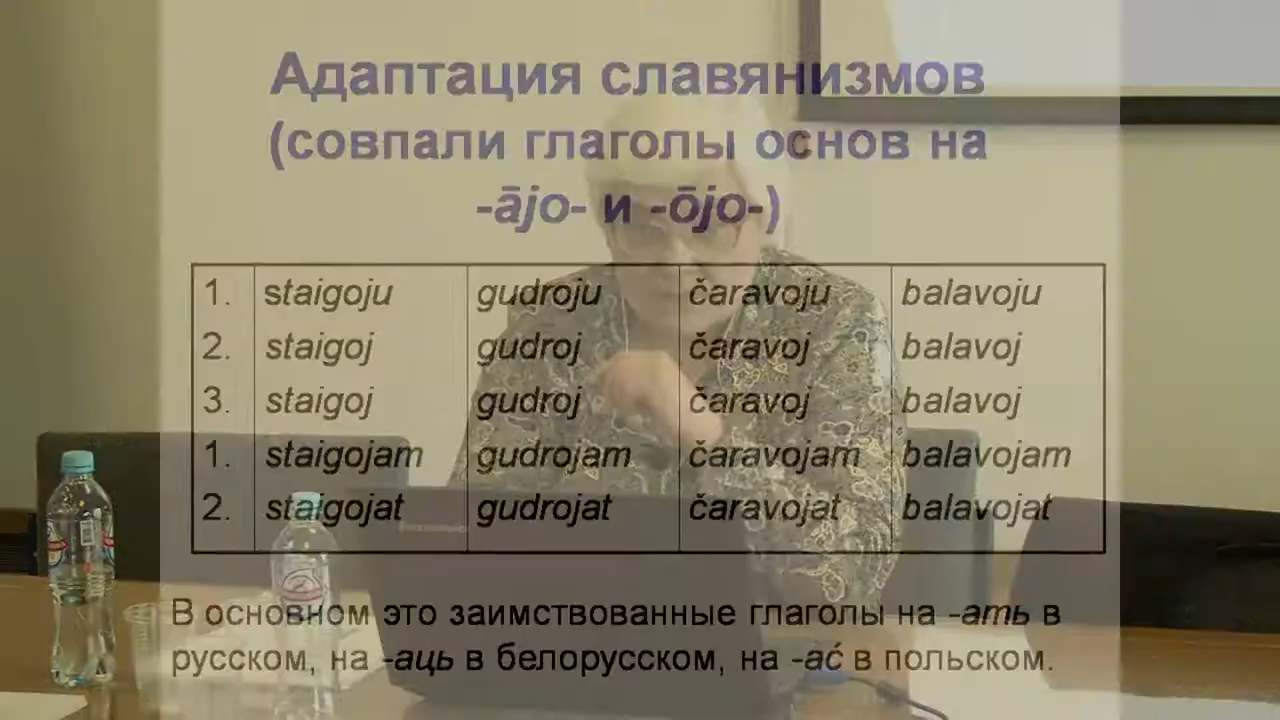 Адаптация славянизмов
(совпали глаголы основ на
-ājo- и -ōjo-)
1. staigoju gudroju čaravoju balavoju
2. staigoj gudroj čaravoj balavoj
3. staigoj gudroj čaravoj balavoj
1. staigojam gudrojam čaravojam balavojam
2. staigojat gudrojat čaravojat balavojat
В основном это заимствованные глаголы на -ать в
русском, на -аць в белорусском, на -ać в польском.